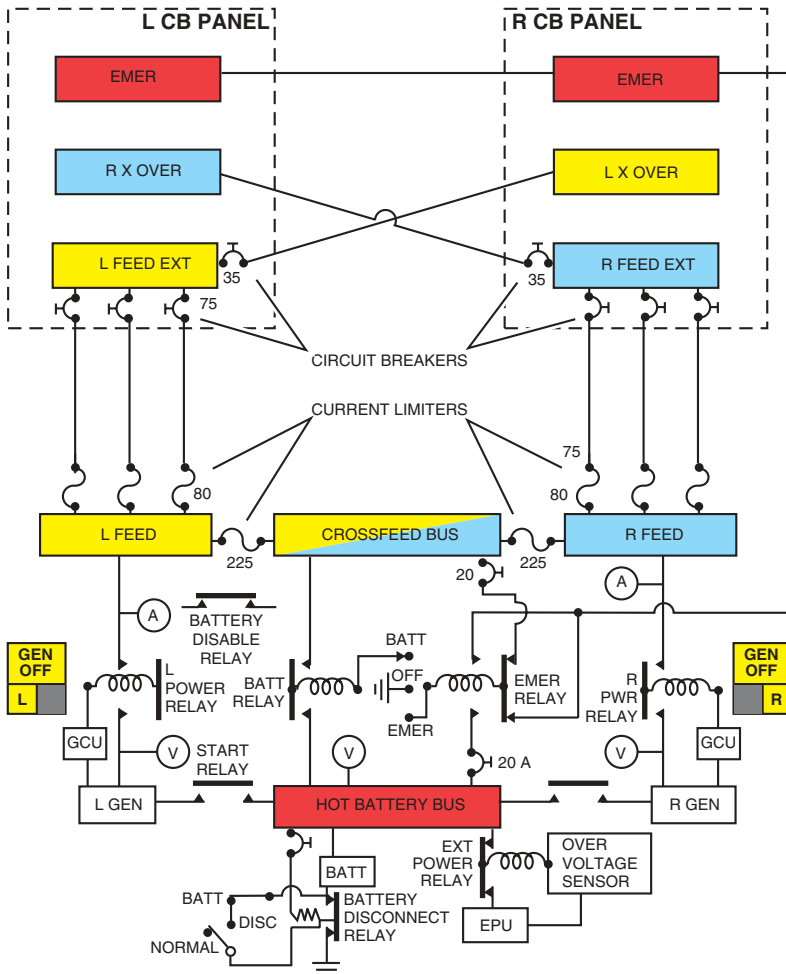 L CB PANEL
R CB PANEL
EMER
EMER
R X OVER
L X OVER
L FEED EXT
35
35
R FEED EXT
75
CIRCUIT BREAKERS
CURRENT LIMITERS
75
80
80
L FEED
CROSSFEED BUS
R FEED
225
225
20
A
A
BATTERY
DISABLE
RELAY
BATT
OFF
EMER
GEN
OFF
L
L
POWER
RELAY
BATT
RELAY
EMER
RELAY
R
PWR
RELAY
GEN
OFF
R
GCU
V
START
RELAY
V
20 A
V
GCU
L GEN
HOT BATTERY BUS
R GEN
BATT
EXT
POWER
RELAY
OVER
VOLTAGE
SENSOR
BATT
DISC
NORMAL
BATTERY
DISCONNECT
RELAY
EPU